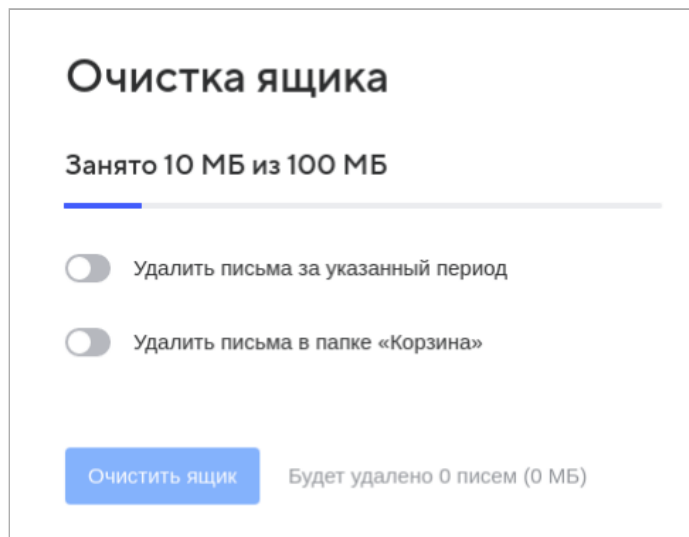 Очистка ящика
Занято 10 МБ из 100 МБ
Удалить письма за указанный период
Удалить письма в папке «Корзина»
Очистить ящик
Будет удалено 0 писем (0 МБ)